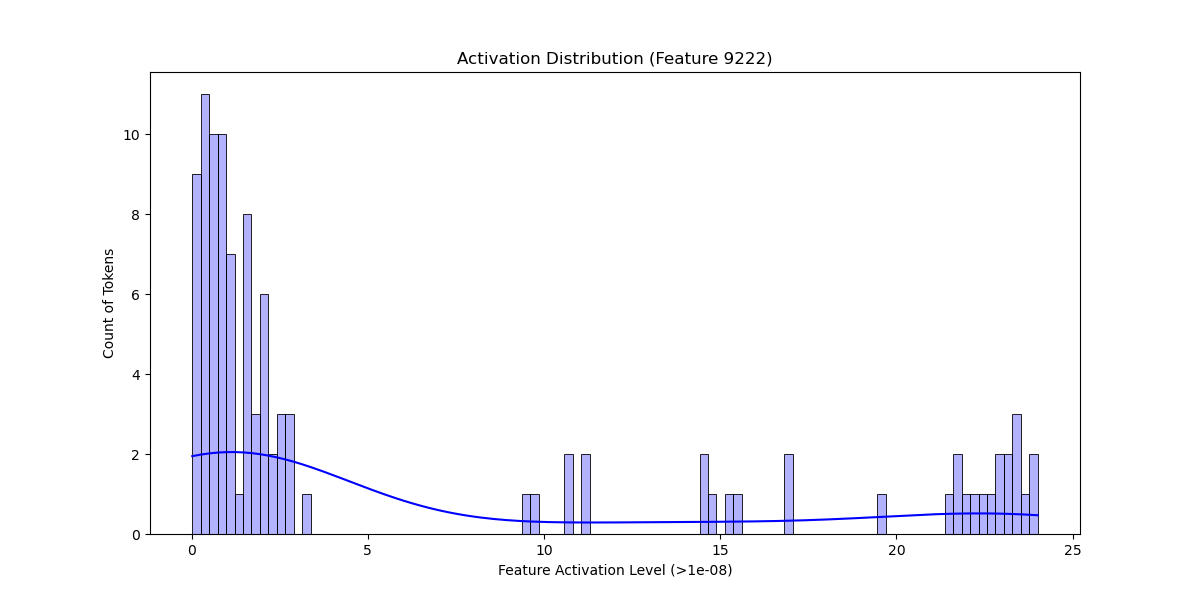 Activation Distribution (Feature 9222)
Count of Tokens
10
8
6
4
2
0
0 5 10 15 20 25
Feature Activation Level (>1e-08)